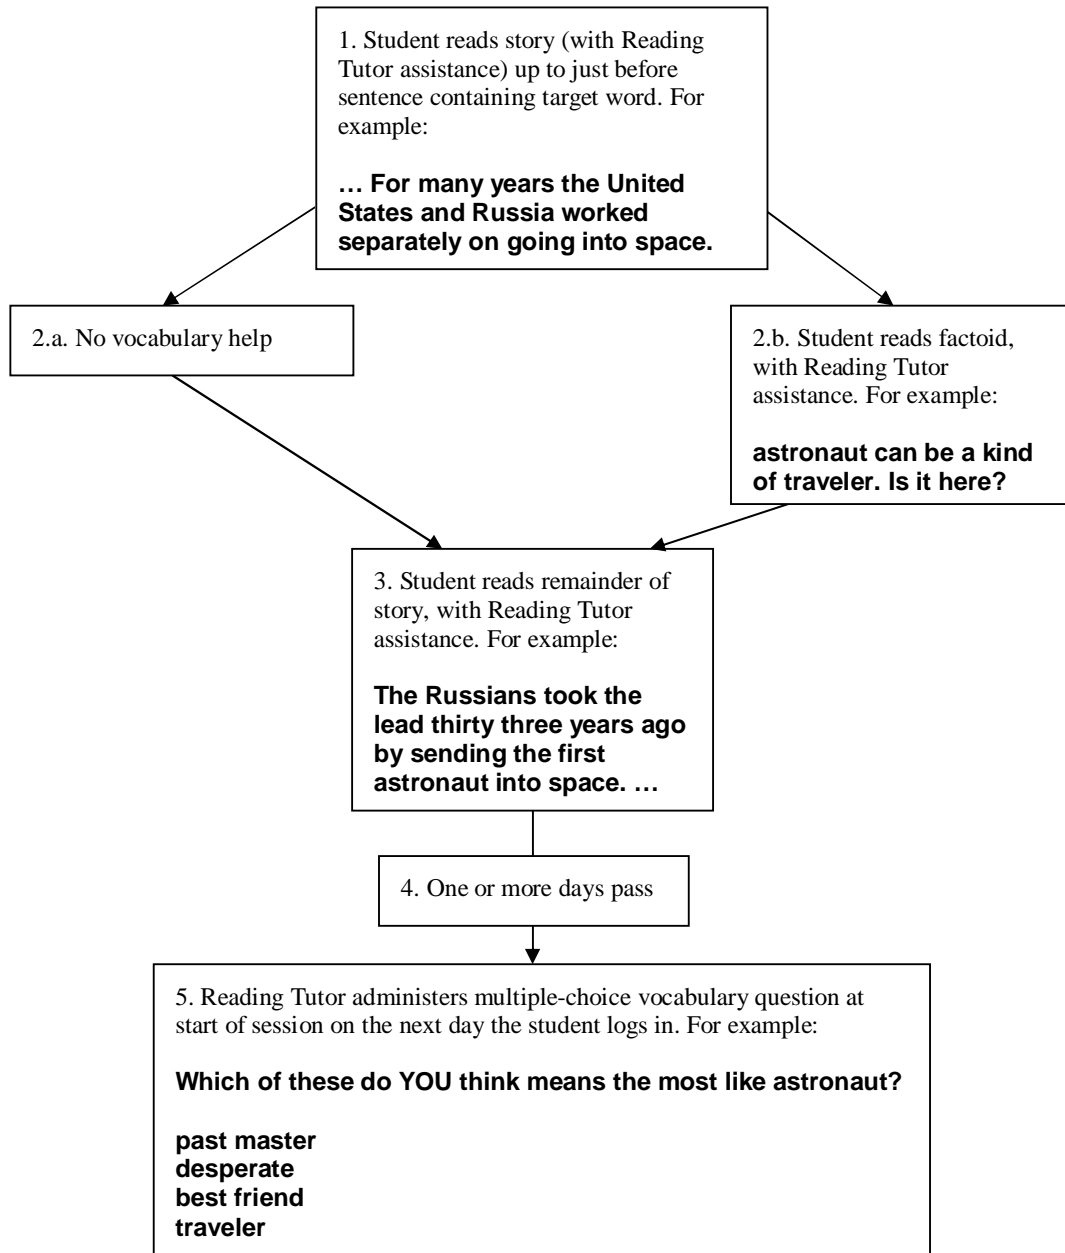 1. Student reads story (with Reading
Tutor assistance) up to just before
sentence containing target word. For
example:
… For many years the United
States and Russia worked
separately on going into space.
2.a. No vocabulary help
2.b. Student reads factoid,
with Reading Tutor
assistance. For example:
astronaut can be a kind
of traveler. Is it here?
3. Student reads remainder of
story, with Reading Tutor
assistance. For example:
The Russians took the
lead thirty three years ago
by sending the first
astronaut into space. …
4. One or more days pass
5. Reading Tutor administers multiple-choice vocabulary question at
start of session on the next day the student logs in. For example:
Which of these do YOU think means the most like astronaut?
past master
desperate
best friend
traveler